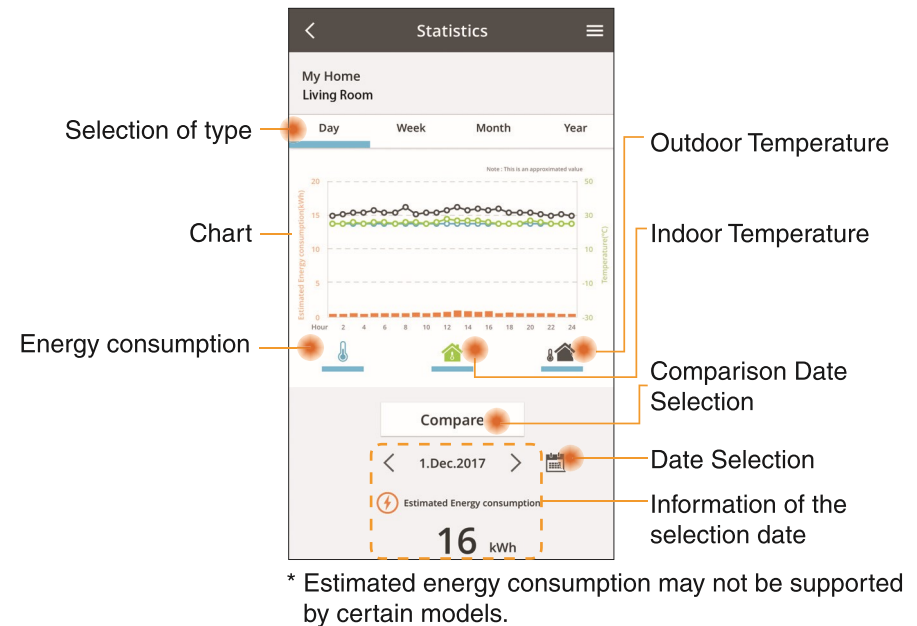 Statistics
My Home
Living Room
Selection of type
Day Week Month Year
Outdoor Temperature
Note : This is an approximated value
20 50
15 30
10 10
5 -10
0 -30
Estimated Energy consumption(kWh)
Temperature(°C)
Chart
Indoor Temperature
Hour 2 4 6 8 10 12 14 16 18 20 22 24
Energy consumption
Comparison Date
Selection
Compare
1.Dec.2017
Date Selection
Estimated Energy consumption
Information of the
selection date
16 kWh
* Estimated energy consumption may not be supported
by certain models.